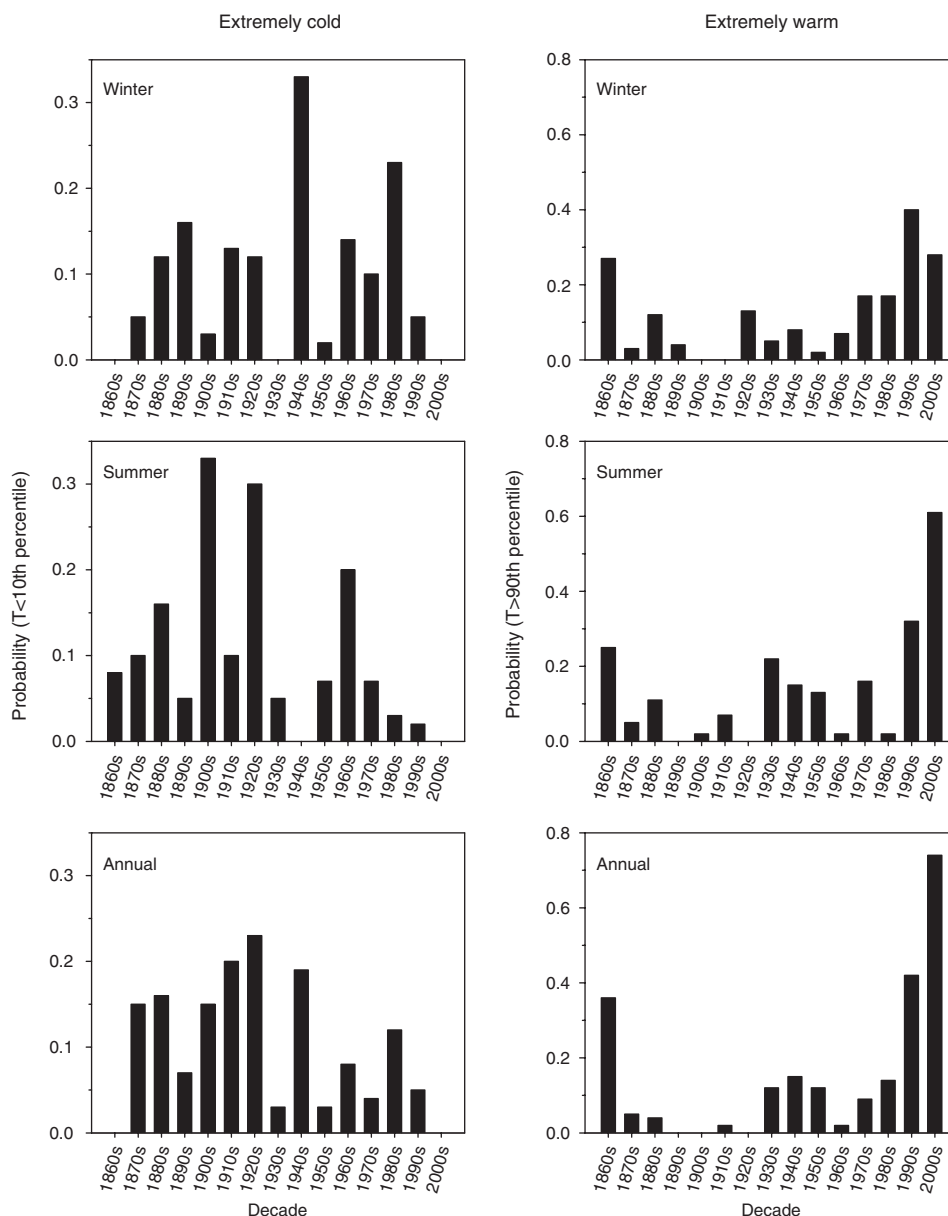 Extremely cold
Extremely warm
Winter
0.3
0.2
0.1
0.0
1860s 1870s 1880s 1890s 1900s 1910s 1920s 1930s 1940s 1950s 1960s 1970s 1980s 1990s 2000s
Winter
0.8
0.6
0.4
0.2
0.0
1860s 1870s 1880s 1890s 1900s 1910s 1920s 1930s 1940s 1950s 1960s 1970s 1980s 1990s 2000s
Probability (T<10th percentile)
Summer
0.3
0.2
0.1
0.0
1860s 1870s 1880s 1890s 1900s 1910s 1920s 1930s 1940s 1950s 1960s 1970s 1980s 1990s 2000s
Probability (T>90th percentile)
Summer
0.8
0.6
0.4
0.2
0.0
1860s 1870s 1880s 1890s 1900s 1910s 1920s 1930s 1940s 1950s 1960s 1970s 1980s 1990s 2000s
Annual
0.3
0.2
0.1
0.0
1860s 1870s 1880s 1890s 1900s 1910s 1920s 1930s 1940s 1950s 1960s 1970s 1980s 1990s 2000s
Decade
Annual
0.8
0.6
0.4
0.2
0.0
1860s 1870s 1880s 1890s 1900s 1910s 1920s 1930s 1940s 1950s 1960s 1970s 1980s 1990s 2000s
Decade